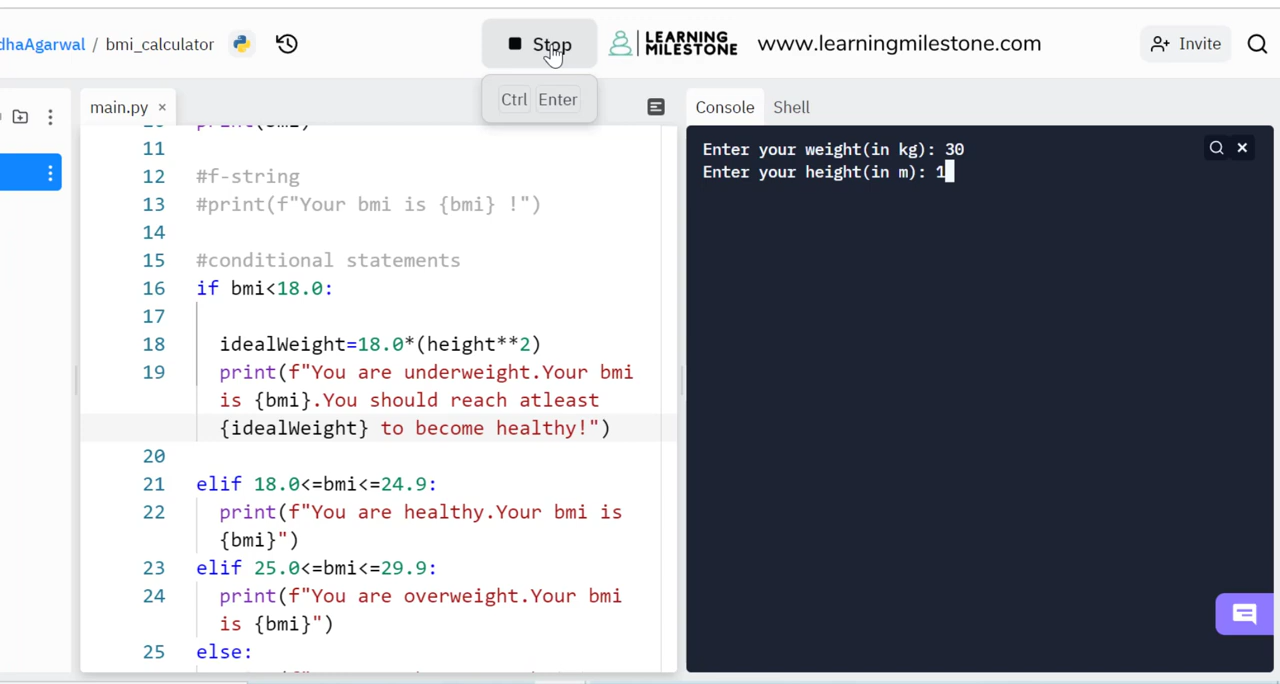 dhaAgarwal / bmi_calculator
Stop
LEARNING
MILESTONE
www.learningmilestone.com
Invite
Ctrl Enter
main.py ×
Console
Shell
11
12 #f-string
13 #print(f"Your bmi is {bmi} !")
14
15 #conditional statements
16 if bmi<18.0:
17
18 idealWeight=18.0*(height**2)
19 print(f"You are underweight.Your bmi
is {bmi}.You should reach atleast
{idealWeight} to become healthy!")
20
21 elif 18.0<=bmi<=24.9:
22 print(f"You are healthy.Your bmi is
{bmi}")
23 elif 25.0<=bmi<=29.9:
24 print(f"You are overweight.Your bmi
is {bmi}")
25 else:
Enter your weight(in kg): 30
Enter your height(in m): 1